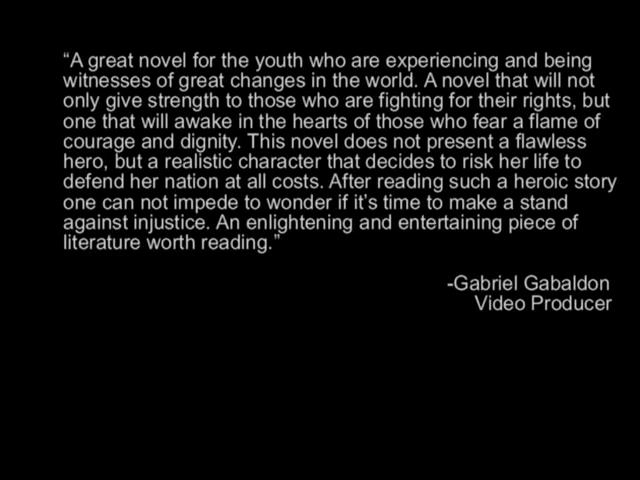 “A great novel for the youth who are experiencing and being
witnesses of great changes in the world. A novel that will not
only give strength to those who are fighting for their rights, but
one that will awake in the hearts of those who fear a flame of
courage and dignity. This novel does not present a flawless
hero, but a realistic character that decides to risk her life to
defend her nation at all costs. After reading such a heroic story
one can not impede to wonder if it’s time to make a stand
against injustice. An enlightening and entertaining piece of
literature worth reading.”
-Gabriel Gabaldon
Video Producer